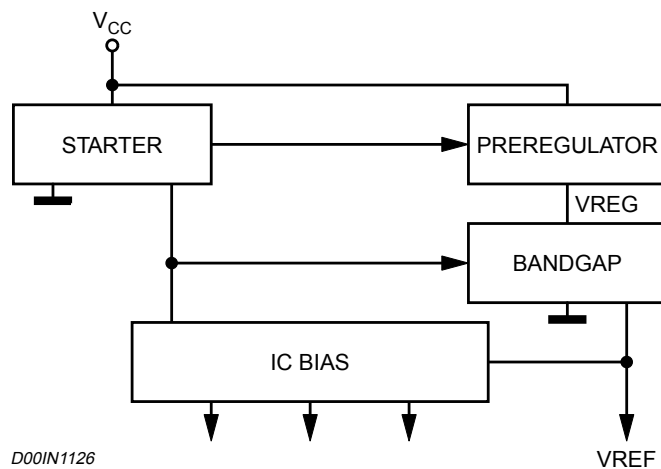 VCC
STARTER
PREREGULATOR
VREG
BANDGAP
IC BIAS
D00IN1126
VREF